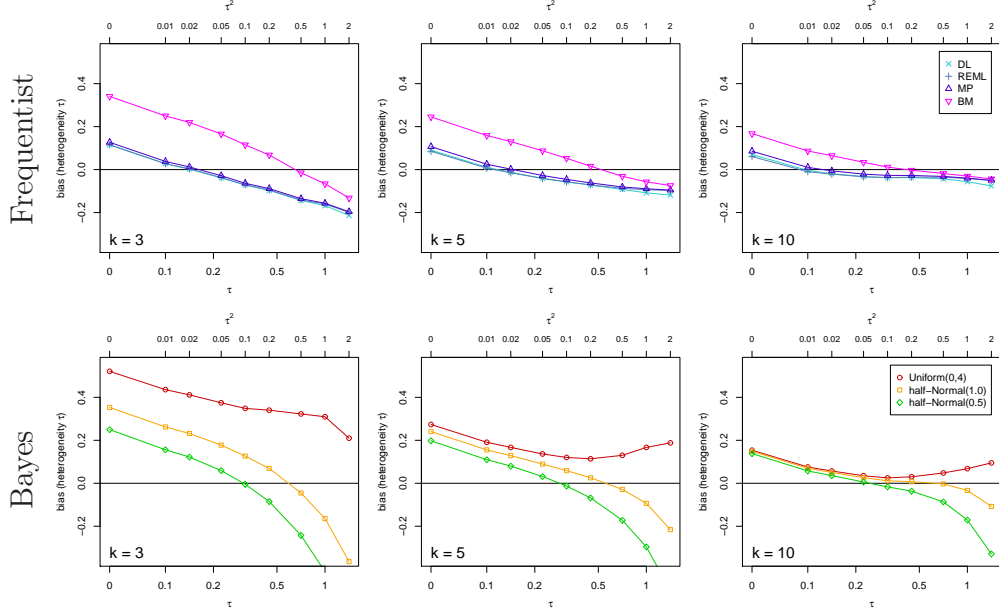 Frequentist
τ²
0 0.01 0.02 0.05 0.1 0.2 0.5 1 2
bias (heterogeneity τ)
0.4
0.2
0.0
−0.2
k = 3
0 0.1 0.2 0.5 1
τ
τ²
0 0.01 0.02 0.05 0.1 0.2 0.5 1 2
bias (heterogeneity τ)
0.4
0.2
0.0
−0.2
k = 5
0 0.1 0.2 0.5 1
τ
τ²
0 0.01 0.02 0.05 0.1 0.2 0.5 1 2
bias (heterogeneity τ)
0.4
0.2
0.0
−0.2
DL
REML
MP
BM
k = 10
0 0.1 0.2 0.5 1
τ
Bayes
τ²
0 0.01 0.02 0.05 0.1 0.2 0.5 1 2
bias (heterogeneity τ)
0.4
0.2
0.0
−0.2
k = 3
0 0.1 0.2 0.5 1
τ
τ²
0 0.01 0.02 0.05 0.1 0.2 0.5 1 2
bias (heterogeneity τ)
0.4
0.2
0.0
−0.2
k = 5
0 0.1 0.2 0.5 1
τ
τ²
0 0.01 0.02 0.05 0.1 0.2 0.5 1 2
bias (heterogeneity τ)
0.4
0.2
0.0
−0.2
Uniform(0,4)
half−Normal(1.0)
half−Normal(0.5)
k = 10
0 0.1 0.2 0.5 1
τ